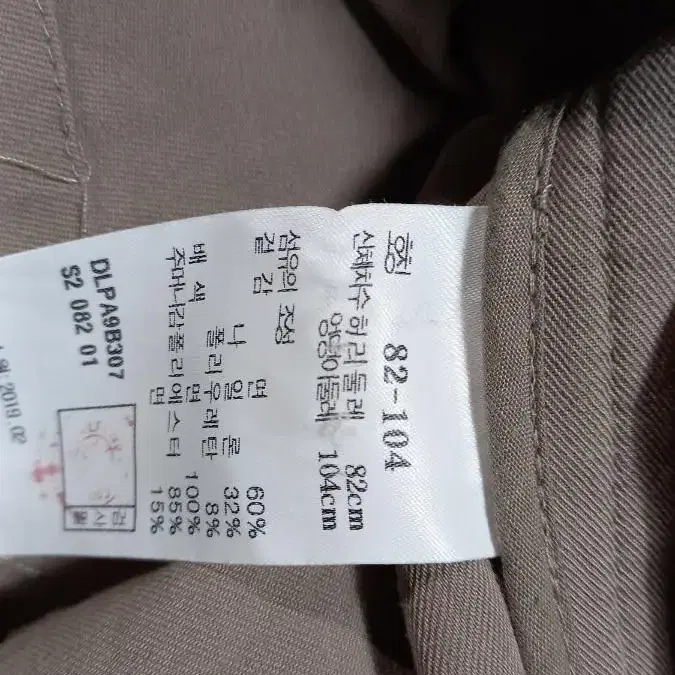 호칭 82-104
신체치수 허리둘레 82cm
엉덩이둘레 104cm
섬유의 조성
겉감 면 60%
나일론 32%
폴리우레탄 8%
배색 면 100%
주머니감 폴리에스터 85%
면 15%
DLPA9B307
S2 082 01
검사필
2019.02